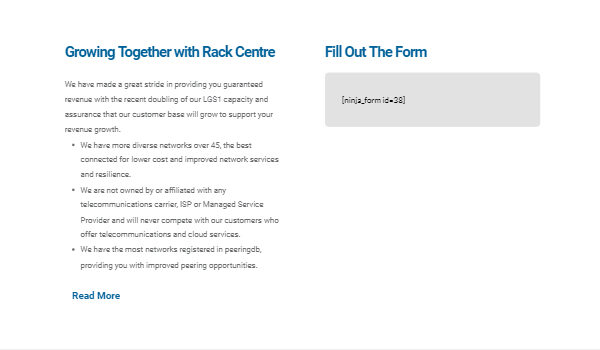 Growing Together with Rack Centre
We have made a great stride in providing you guaranteed
revenue with the recent doubling of our LGS1 capacity and
assurance that our customer base will grow to support your
revenue growth.
• We have more diverse networks over 45, the best
connected for lower cost and improved network services
and resilience.
• We are not owned by or affiliated with any
telecommunications carrier, ISP or Managed Service
Provider and will never compete with our customers who
offer telecommunications and cloud services.
• We have the most networks registered in peeringdb,
providing you with improved peering opportunities.
Read More
Fill Out The Form
[ninja_form id=38]